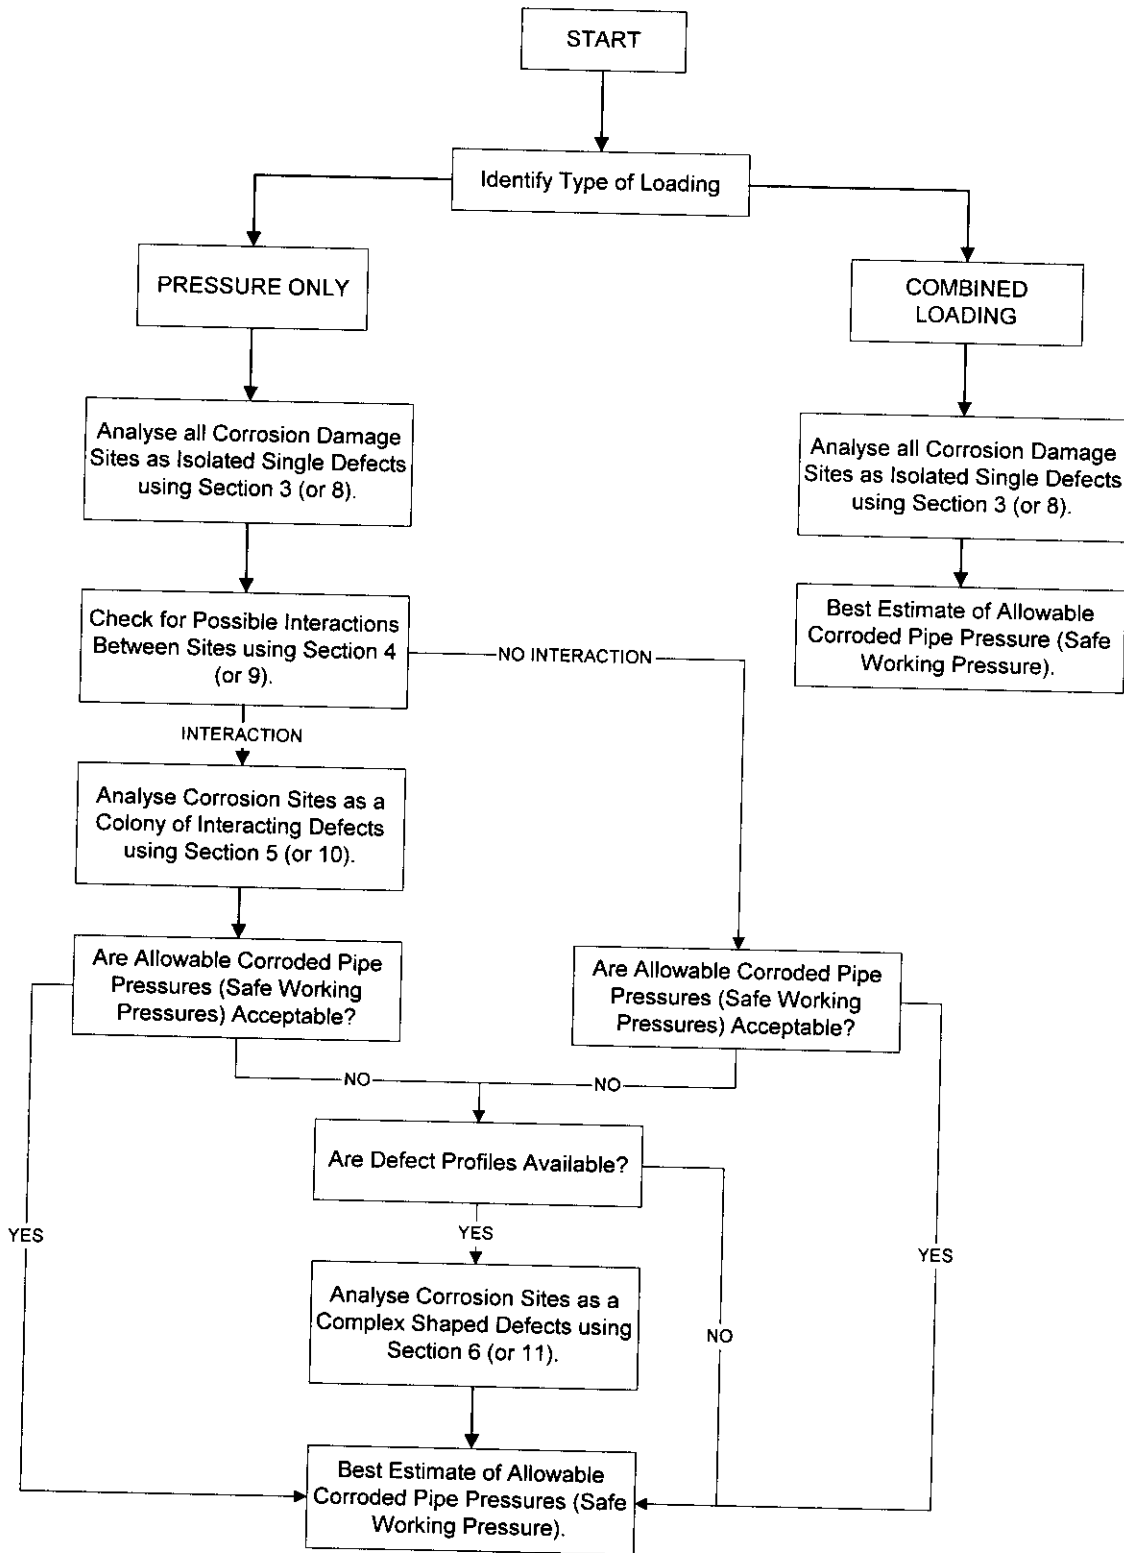 START
Identify Type of Loading
PRESSURE ONLY
COMBINED
LOADING
Analyse all Corrosion Damage
Sites as Isolated Single Defects
using Section 3 (or 8).
Analyse all Corrosion Damage
Sites as Isolated Single Defects
using Section 3 (or 8).
Check for Possible Interactions
Between Sites using Section 4
(or 9).
NO INTERACTION
Best Estimate of Allowable
Corroded Pipe Pressure (Safe
Working Pressure).
INTERACTION
Analyse Corrosion Sites as a
Colony of Interacting Defects
using Section 5 (or 10).
Are Allowable Corroded Pipe
Pressures (Safe Working
Pressures) Acceptable?
Are Allowable Corroded Pipe
Pressures (Safe Working
Pressures) Acceptable?
NO
NO
Are Defect Profiles Available?
YES
YES
YES
Analyse Corrosion Sites as a
Complex Shaped Defects using
Section 6 (or 11).
NO
Best Estimate of Allowable
Corroded Pipe Pressures (Safe
Working Pressure).